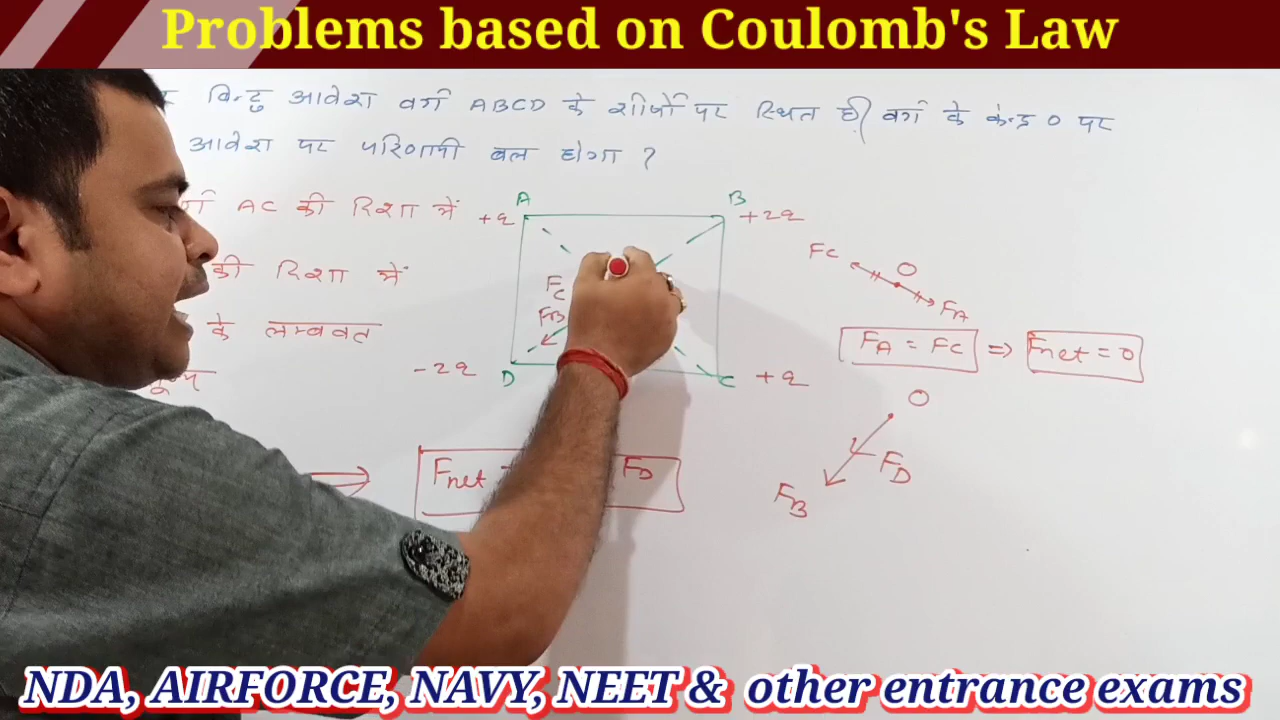 Problems based on Coulomb's Law
बिन्दु आवेश वर्ग ABCD के शीर्षों पर स्थित हैं, वर्ग के केन्द्र O पर
आवेश पर परिणामी बल होगा ?
AC की दिशा में
की दिशा में
के लम्बवत
A
B
+q
+2q
FC
FB
-2q
D
C
+q
FC
O
FA
FA = FC ⇒ Fnet = 0
O
FD
FB
⇒ Fnet
FD
NDA, AIRFORCE, NAVY, NEET & other entrance exams